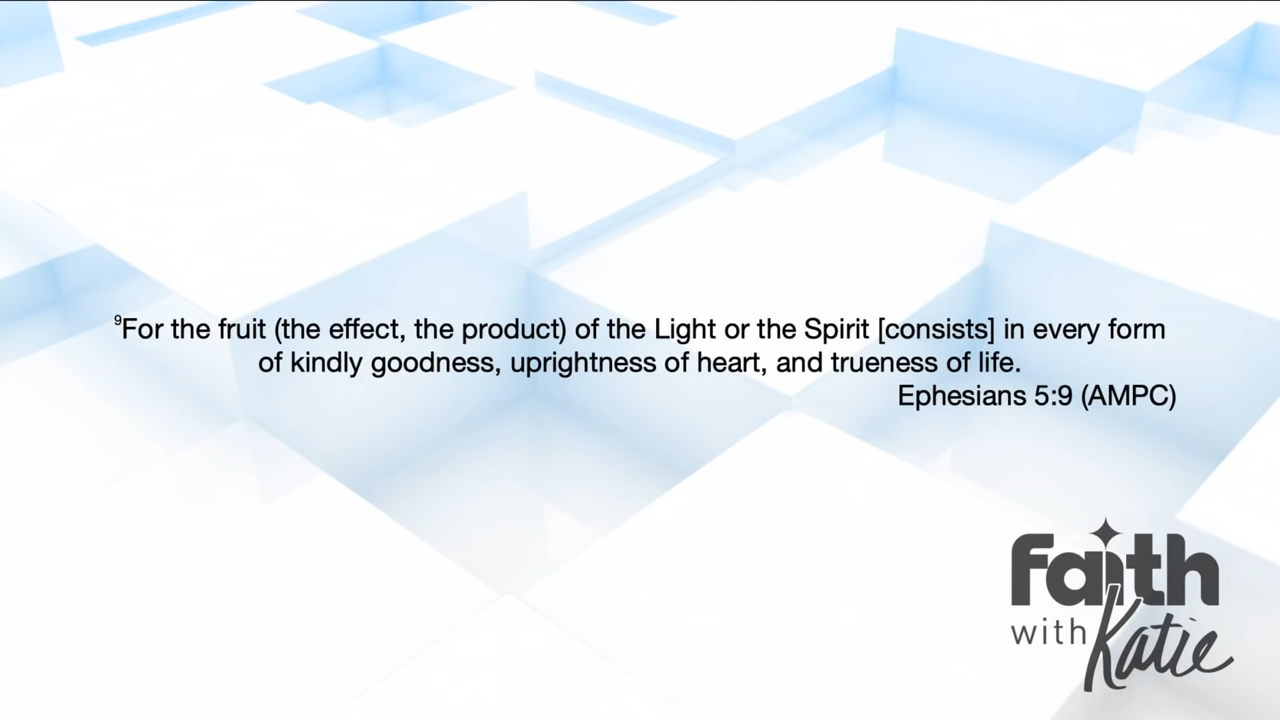 ⁹For the fruit (the effect, the product) of the Light or the Spirit [consists] in every form
of kindly goodness, uprightness of heart, and trueness of life.
Ephesians 5:9 (AMPC)
faith
with Katie